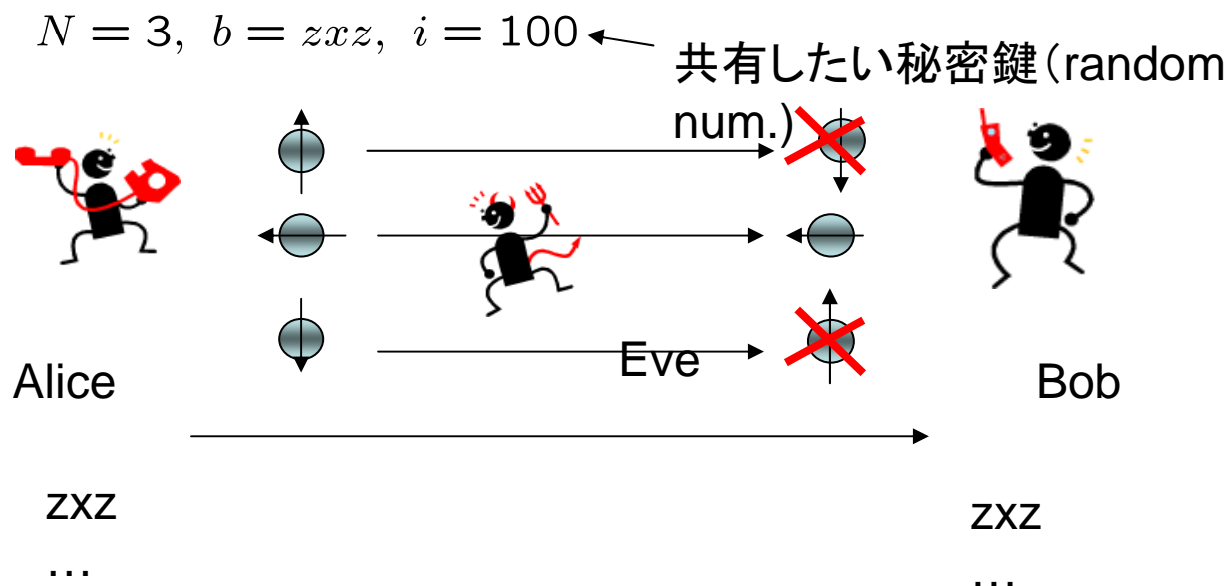 N = 3, b = zxz, i = 100
共有したい秘密鍵(random
num.)
Eve
Alice
Bob
zxz
zxz
…
…